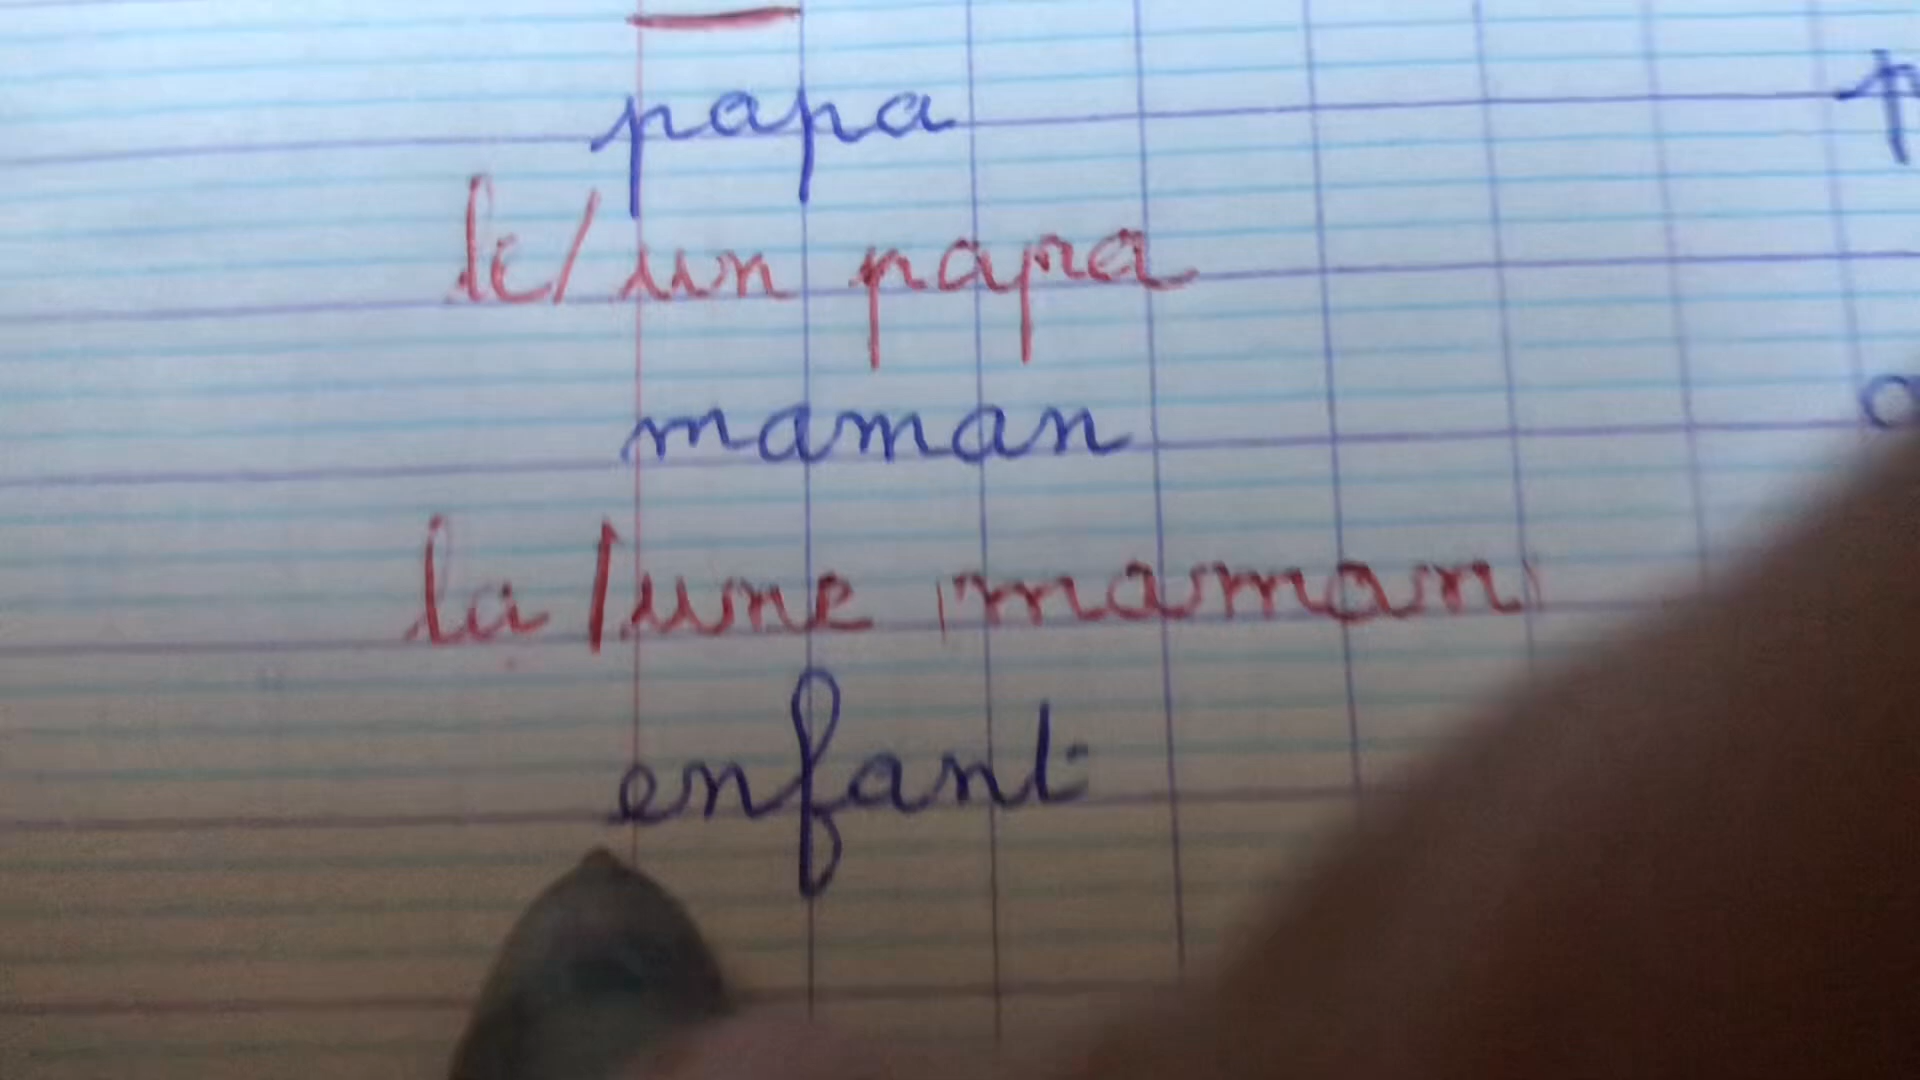 papa
le/un papa
maman
la/une maman
enfant